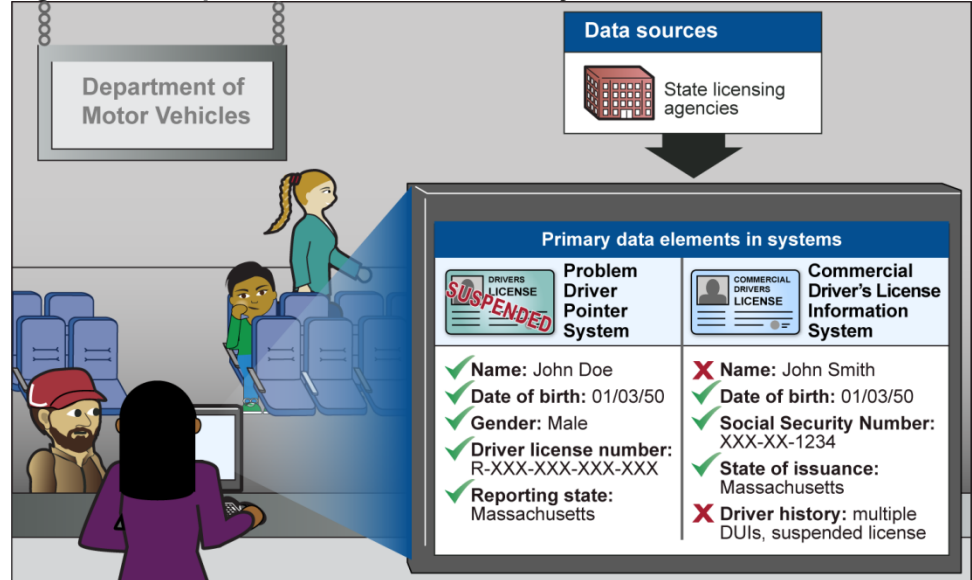 Department of
Motor Vehicles
Data sources
State licensing
agencies
Primary data elements in systems
DRIVERS
LICENSE
SUSPENDED
Problem
Driver
Pointer
System
Name: John Doe
Date of birth: 01/03/50
Gender: Male
Driver license number:
R-XXX-XXX-XXX-XXX
Reporting state:
Massachusetts
COMMERCIAL
DRIVERS
LICENSE
Commercial
Driver's License
Information
System
Name: John Smith
Date of birth: 01/03/50
Social Security Number:
XXX-XX-1234
State of issuance:
Massachusetts
Driver history: multiple
DUIs, suspended license